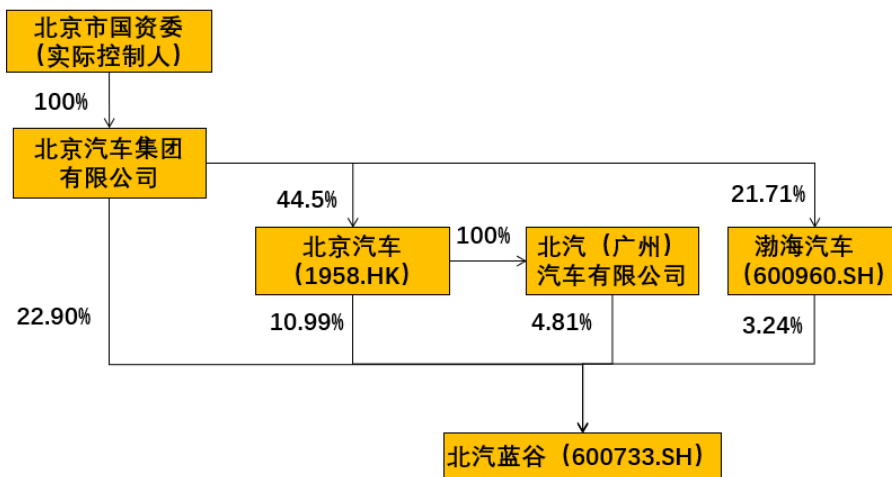 北京市国资委
（实际控制人）
100%
北京汽车集团
有限公司
44.5%
21.71%
北京汽车
（1958.HK）
100%
北汽（广州）
汽车有限公司
渤海汽车
（600960.SH）
22.90%
10.99%
4.81%
3.24%
北汽蓝谷（600733.SH）